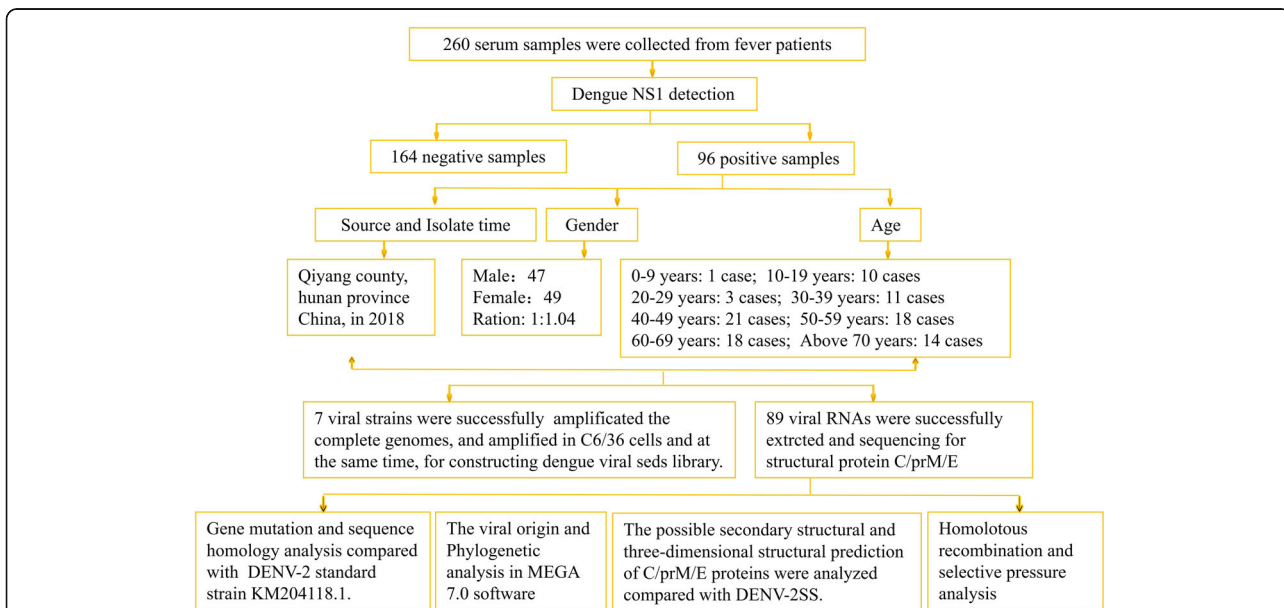 260 serum samples were collected from fever patients
Dengue NS1 detection
164 negative samples
96 positive samples
Source and Isolate time
Gender
Age
Qiyang county,
hunan province
China, in 2018
Male：47
Female：49
Ration: 1:1.04
0-9 years: 1 case;  10-19 years: 10 cases
20-29 years: 3 cases;  30-39 years: 11 cases
40-49 years: 21 cases;  50-59 years: 18 cases
60-69 years: 18 cases;  Above 70 years: 14 cases
7 viral strains were successfully  amplificated the
complete genomes, and amplified in C6/36 cells and at
the same time, for constructing dengue viral seds library.
89 viral RNAs were successfully
extrcted and sequencing for
structural protein C/prM/E
Gene mutation and sequence
homology analysis compared
with  DENV-2 standard
strain KM204118.1.
The viral origin and
Phylogenetic
analysis in MEGA
7.0 software
The possible secondary structural and
three-dimensional structural prediction
of C/prM/E proteins were analyzed
compared with DENV-2SS.
Homolotous
recombination and
selective pressure
analysis